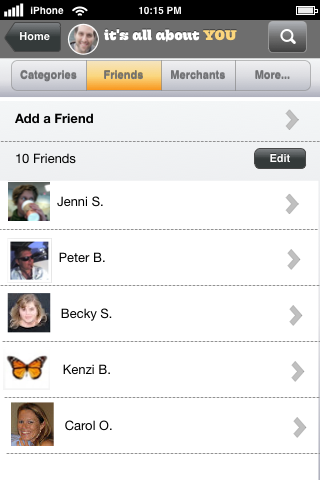 iPhone 10:15 PM
Home it's all about YOU
Categories Friends Merchants More...
Add a Friend
10 Friends Edit
Jenni S.
Peter B.
Becky S.
Kenzi B.
Carol O.